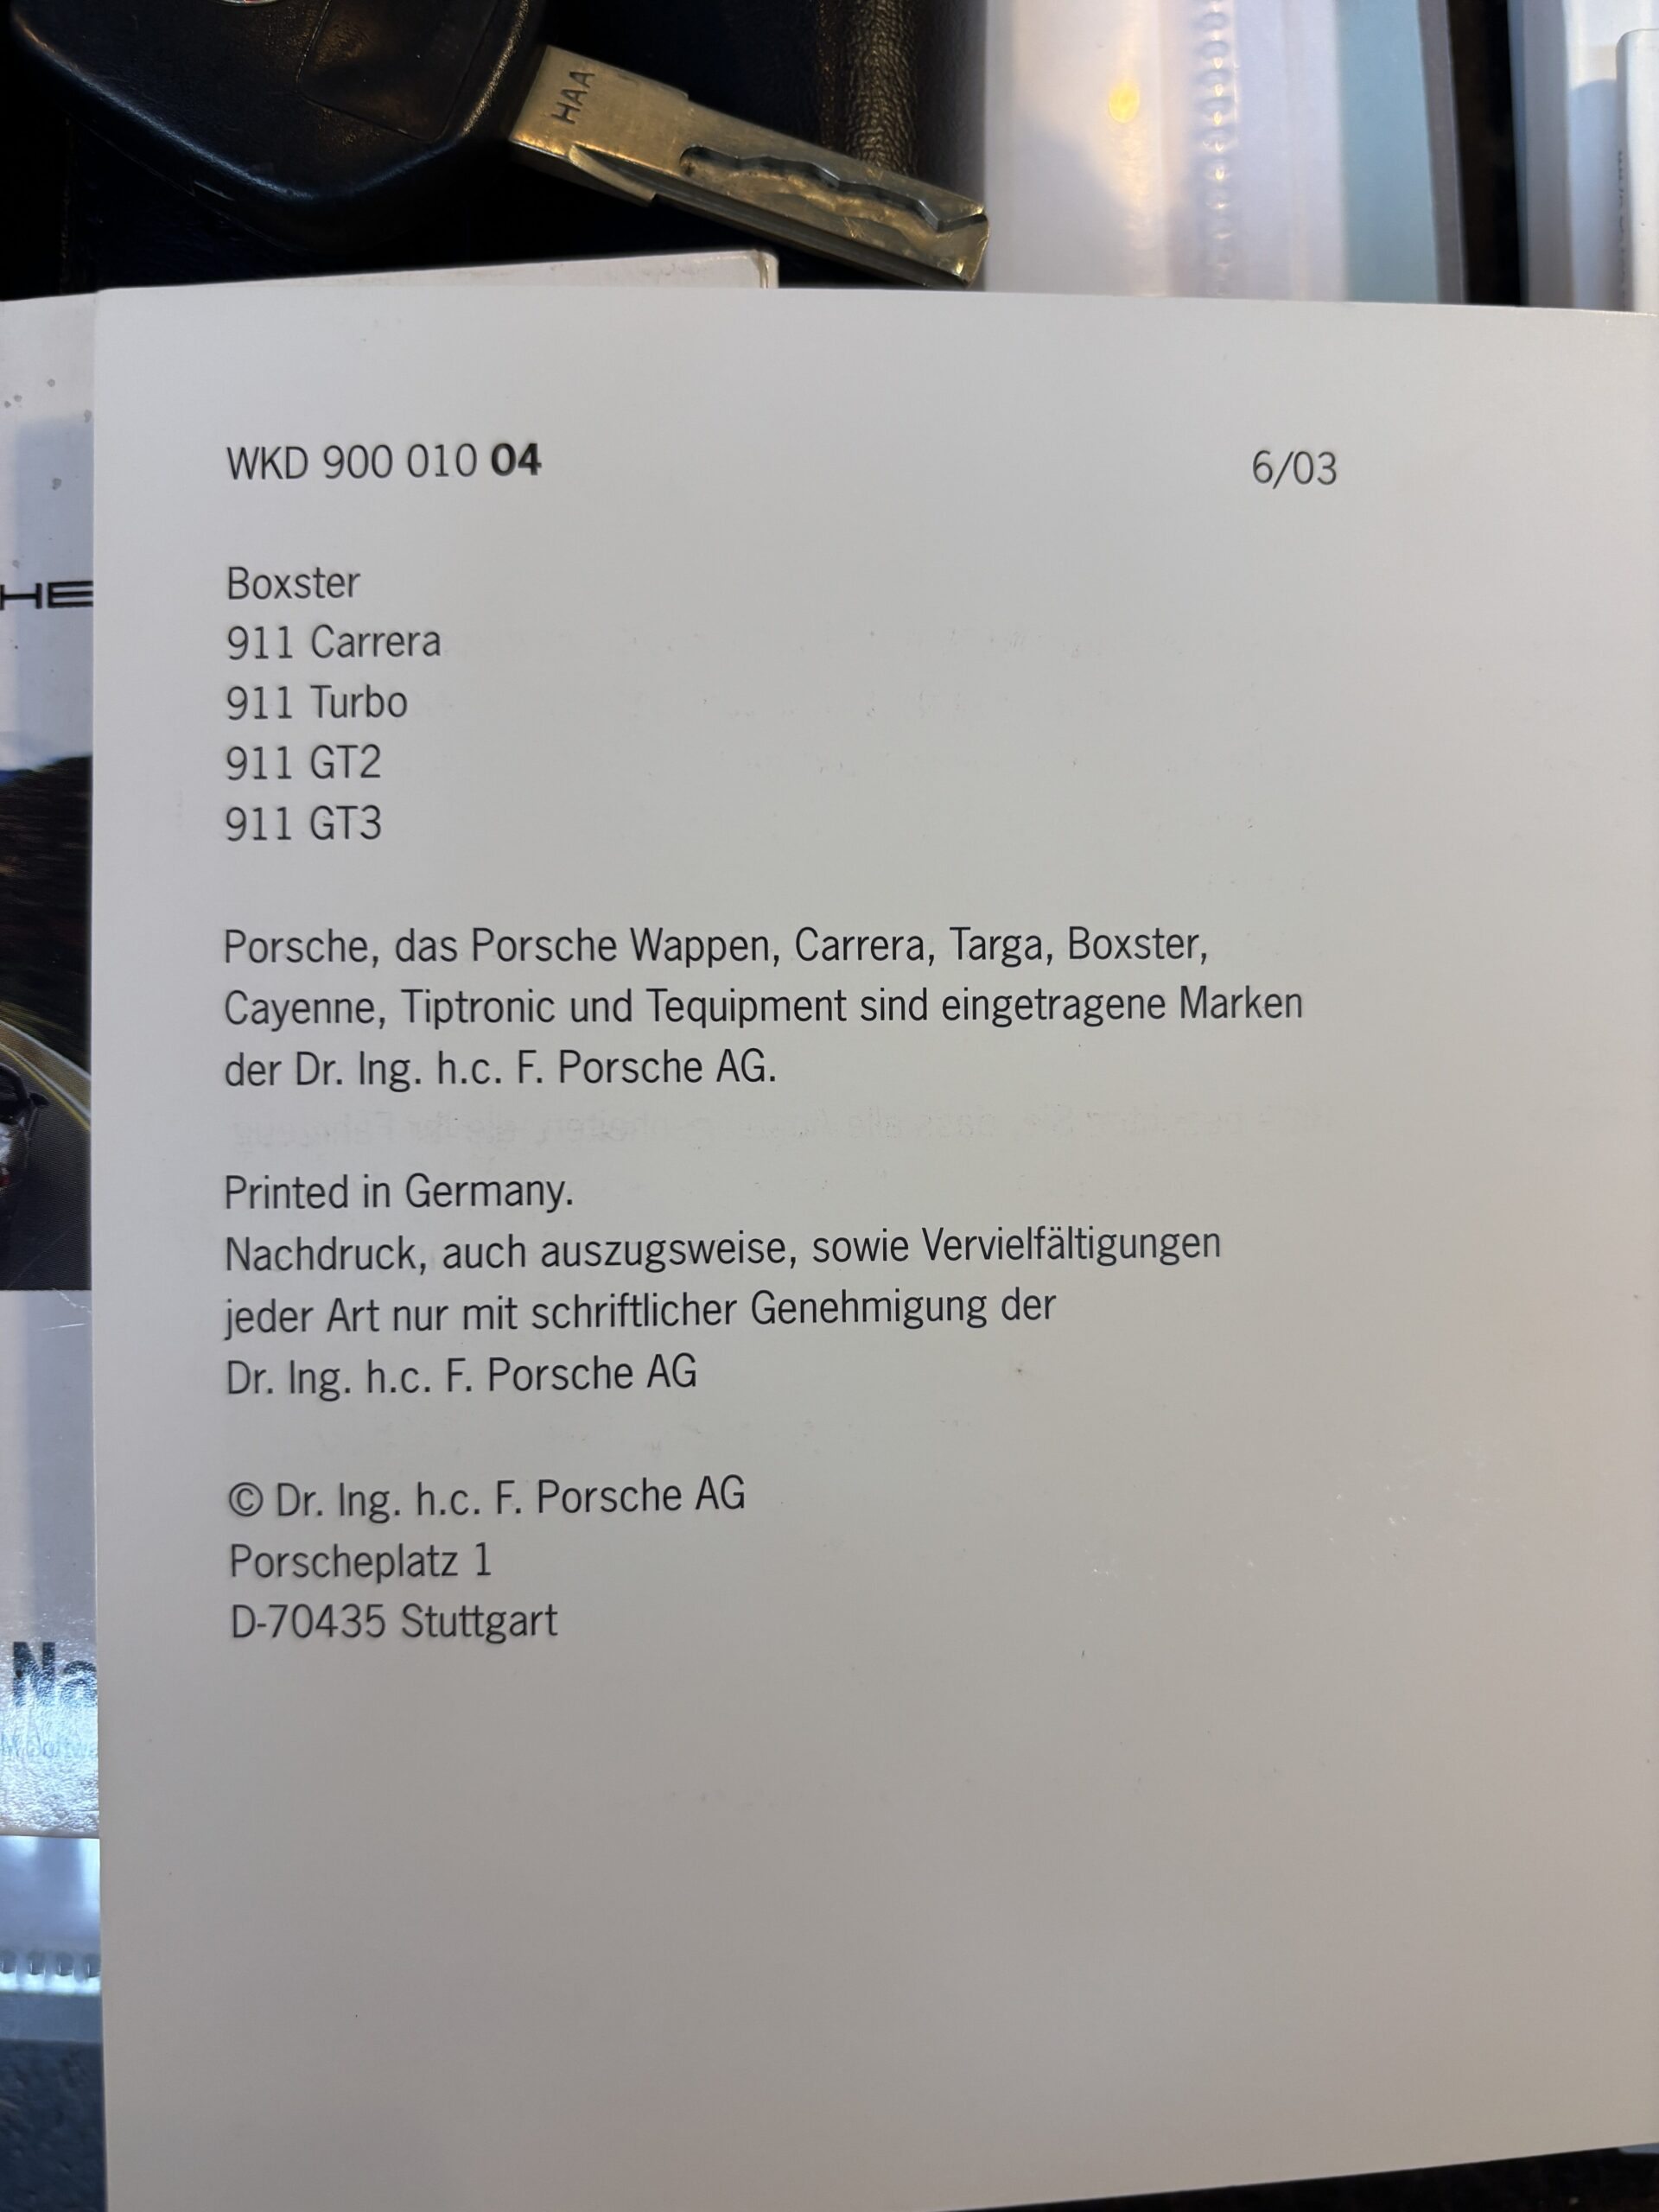 HAA
WKD 900 010 04
6/03
Boxster
911 Carrera
911 Turbo
911 GT2
911 GT3
Porsche, das Porsche Wappen, Carrera, Targa, Boxster,
Cayenne, Tiptronic und Tequipment sind eingetragene Marken
der Dr. Ing. h.c. F. Porsche AG.
Printed in Germany.
Nachdruck, auch auszugsweise, sowie Vervielfältigungen
jeder Art nur mit schriftlicher Genehmigung der
Dr. Ing. h.c. F. Porsche AG
© Dr. Ing. h.c. F. Porsche AG
Porscheplatz 1
D-70435 Stuttgart
HE
Na